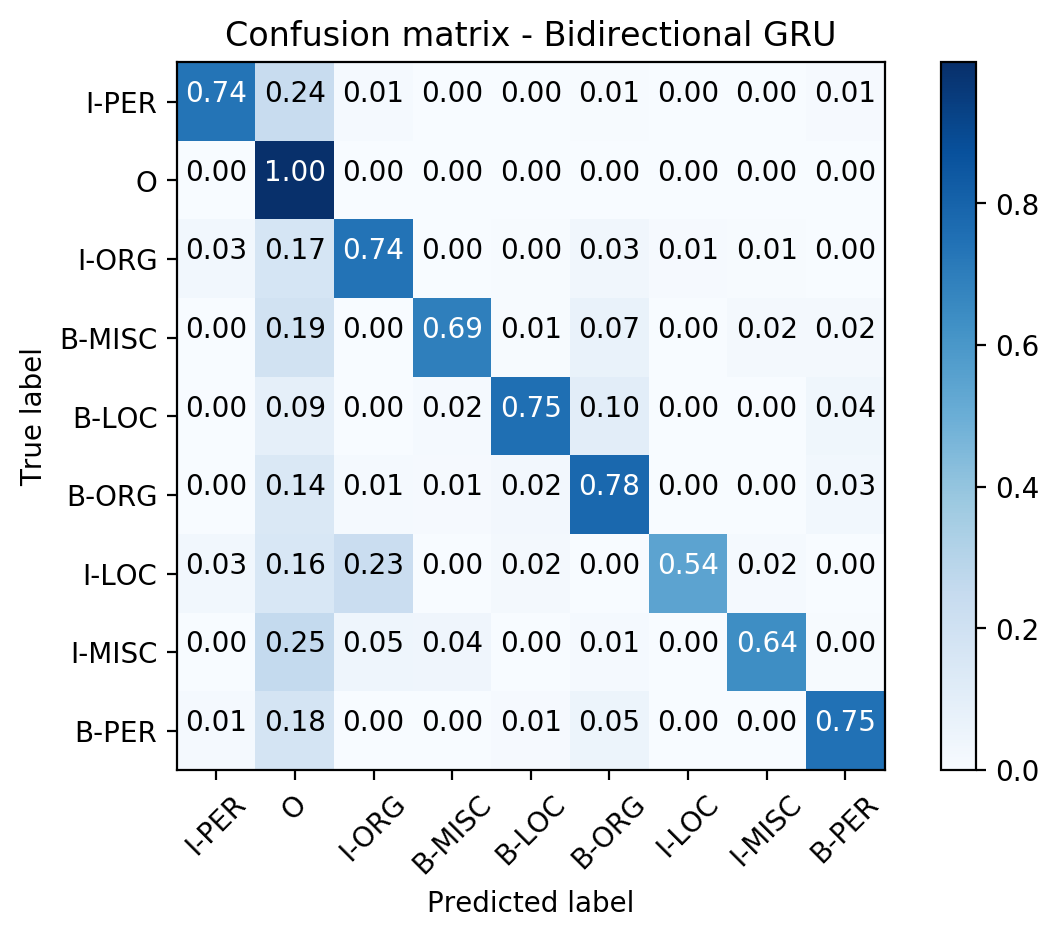 Confusion matrix - Bidirectional GRU
I-PER 0.74 0.24 0.01 0.00 0.00 0.01 0.00 0.00 0.01
O 0.00 1.00 0.00 0.00 0.00 0.00 0.00 0.00 0.00
I-ORG 0.03 0.17 0.74 0.00 0.00 0.03 0.01 0.01 0.00
B-MISC 0.00 0.19 0.00 0.69 0.01 0.07 0.00 0.02 0.02
B-LOC 0.00 0.09 0.00 0.02 0.75 0.10 0.00 0.00 0.04
B-ORG 0.00 0.14 0.01 0.01 0.02 0.78 0.00 0.00 0.03
I-LOC 0.03 0.16 0.23 0.00 0.02 0.00 0.54 0.02 0.00
I-MISC 0.00 0.25 0.05 0.04 0.00 0.01 0.00 0.64 0.00
B-PER 0.01 0.18 0.00 0.00 0.01 0.05 0.00 0.00 0.75
True label
I-PER O I-ORG B-MISC B-LOC B-ORG I-LOC I-MISC B-PER
Predicted label
0.8
0.6
0.4
0.2
0.0